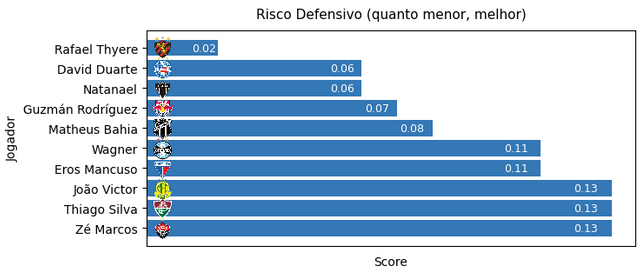 Risco Defensivo (quanto menor, melhor)
Jogador
Rafael Thyere 0.02
David Duarte 0.06
Natanael 0.06
Guzmán Rodríguez 0.07
Matheus Bahia 0.08
Wagner 0.11
Eros Mancuso 0.11
João Victor 0.13
Thiago Silva 0.13
Zé Marcos 0.13
Score